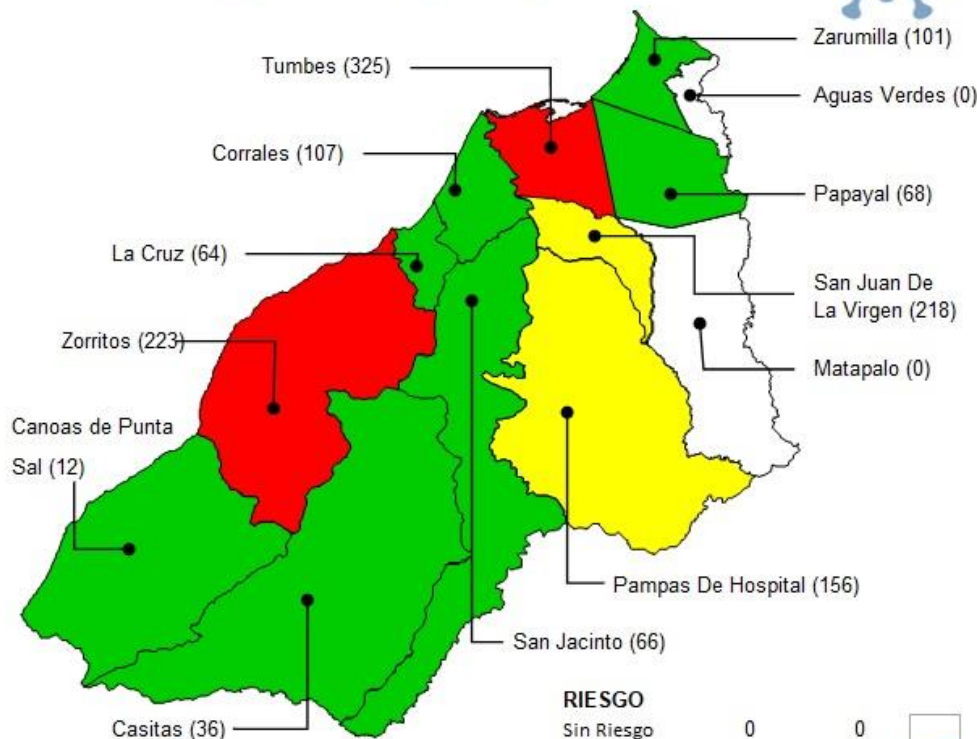 Zarumilla (101)
Tumbes (325)
Aguas Verdes (0)
Corrales (107)
Papayal (68)
La Cruz (64)
San Juan De
La Virgen (218)
Zorritos (223)
Matapalo (0)
Canoas de Punta
Sal (12)
Pampas De Hospital (156)
San Jacinto (66)
Casitas (36)
RIESGO
Sin Riesgo 0 0